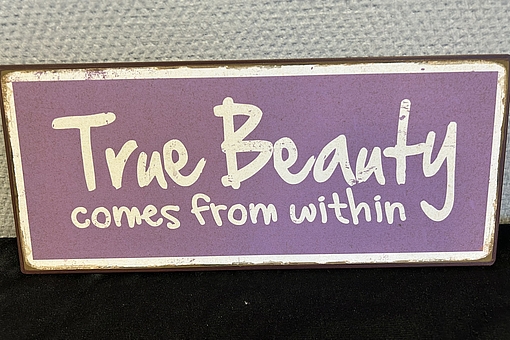 True Beauty
comes from within